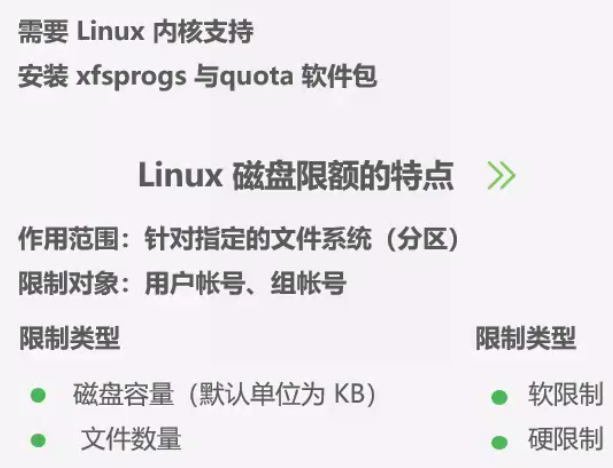 需要 Linux 内核支持
安装 xfsprogs 与quota 软件包
Linux 磁盘限额的特点
作用范围：针对指定的文件系统（分区）
限制对象：用户帐号、组帐号
限制类型
磁盘容量（默认单位为 KB）
文件数量
限制类型
软限制
硬限制